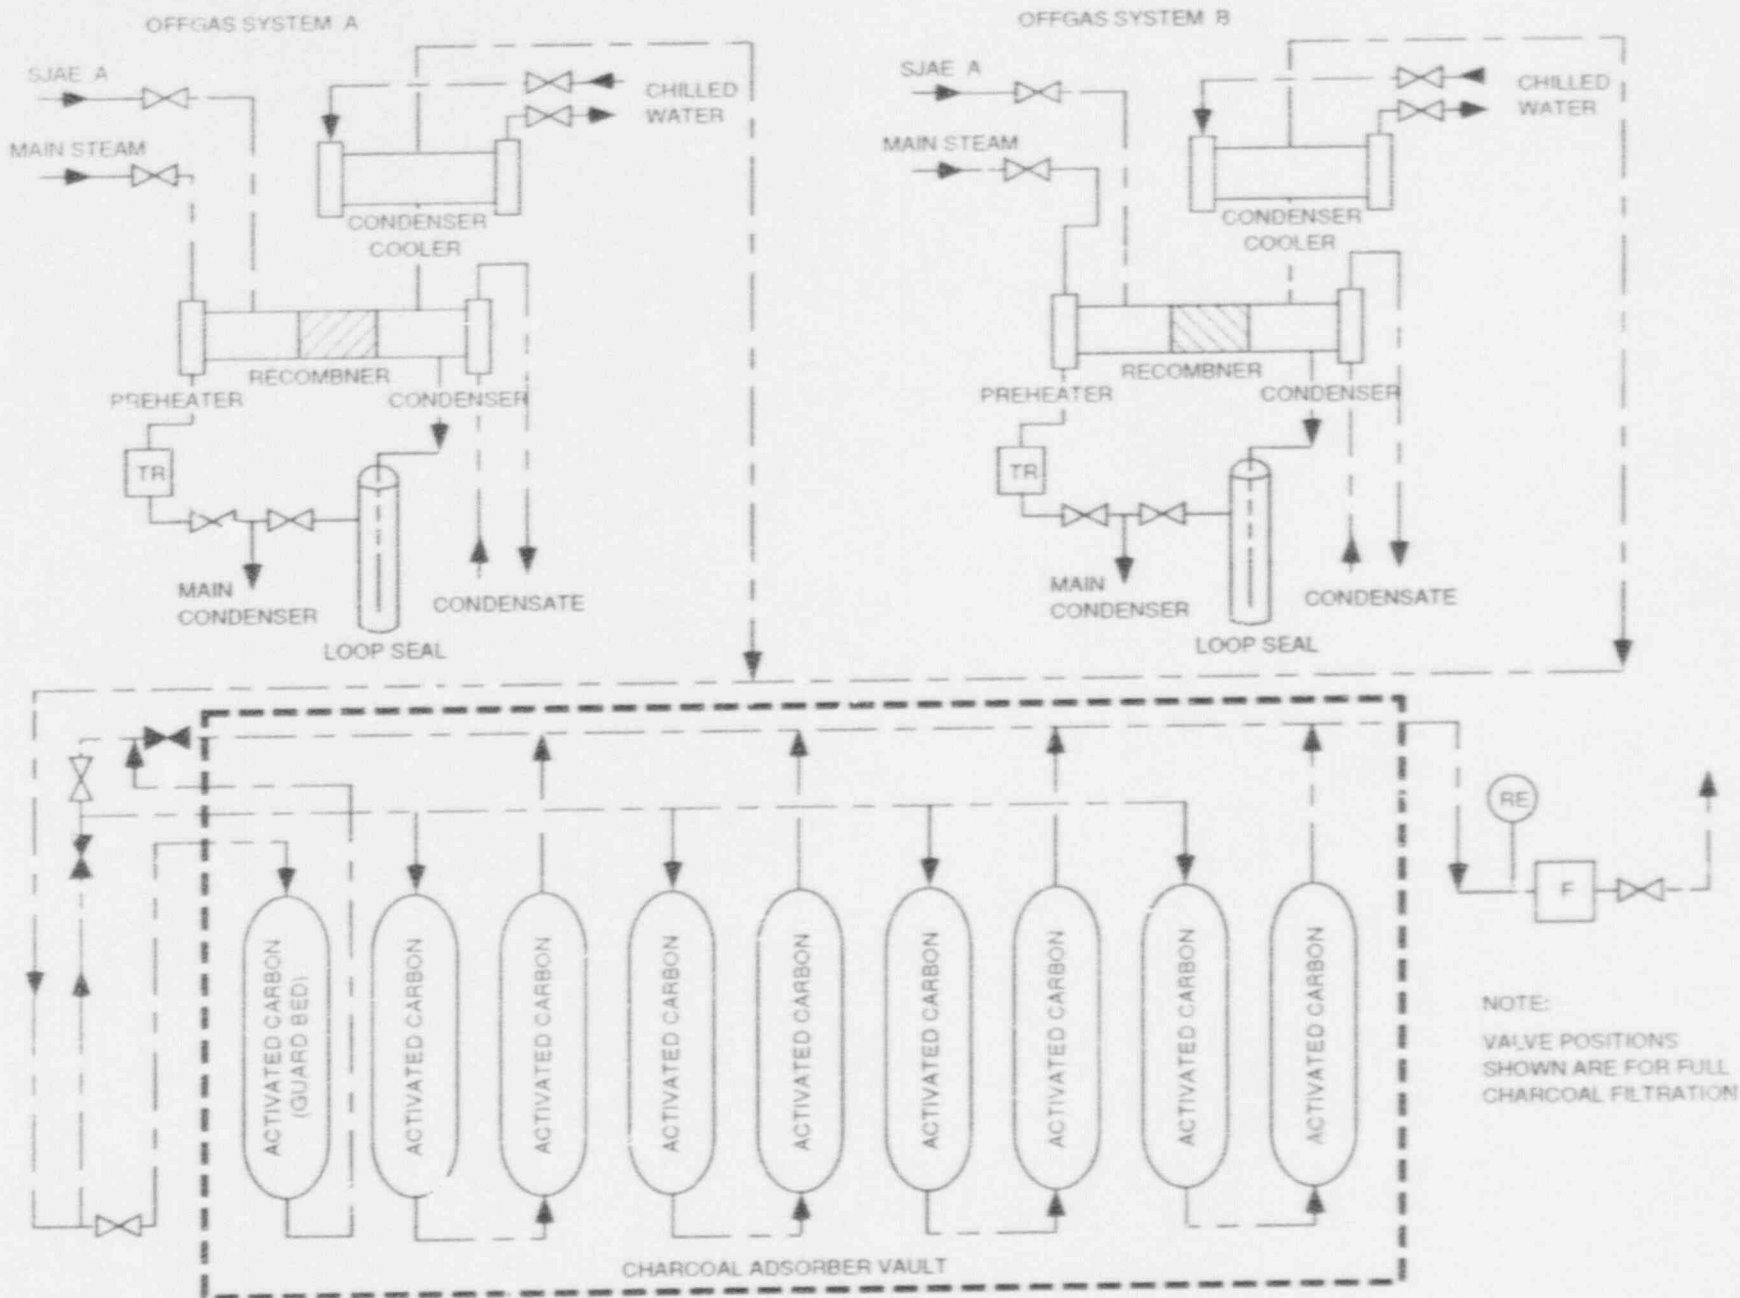 OFFGAS SYSTEM A
SJAE A
MAIN STEAM
CHILLED
WATER
CONDENSER
COOLER
RECOMBNER
PREHEATER
CONDENSER
TR
MAIN
CONDENSER
CONDENSATE
LOOP SEAL
OFFGAS SYSTEM B
SJAE A
MAIN STEAM
CHILLED
WATER
CONDENSER
COOLER
RECOMBNER
PREHEATER
CONDENSER
TR
MAIN
CONDENSER
CONDENSATE
LOOP SEAL
ACTIVATED CARBON
(GUARD BED)
ACTIVATED CARBON
ACTIVATED CARBON
ACTIVATED CARBON
ACTIVATED CARBON
ACTIVATED CARBON
ACTIVATED CARBON
ACTIVATED CARBON
ACTIVATED CARBON
CHARCOAL ADSORBER VAULT
RE
F
NOTE:
VALVE POSITIONS
SHOWN ARE FOR FULL
CHARCOAL FILTRATION